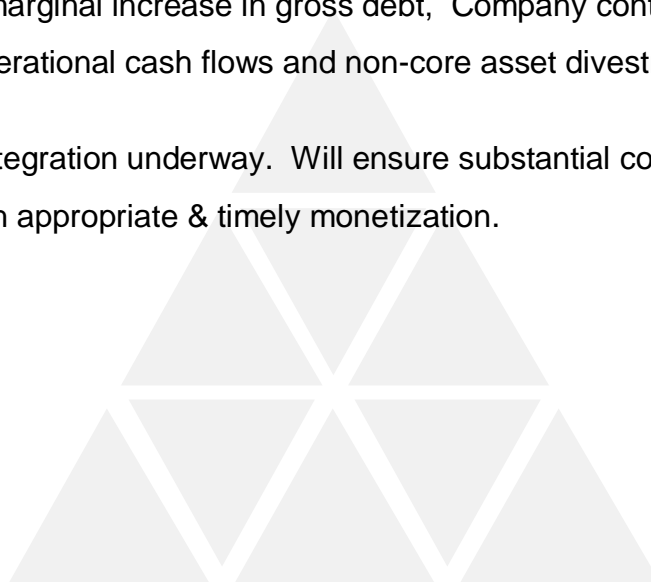 marginal increase in gross debt, Company cont
erational cash flows and non-core asset divest
tegration underway. Will ensure substantial co
n appropriate & timely monetization.